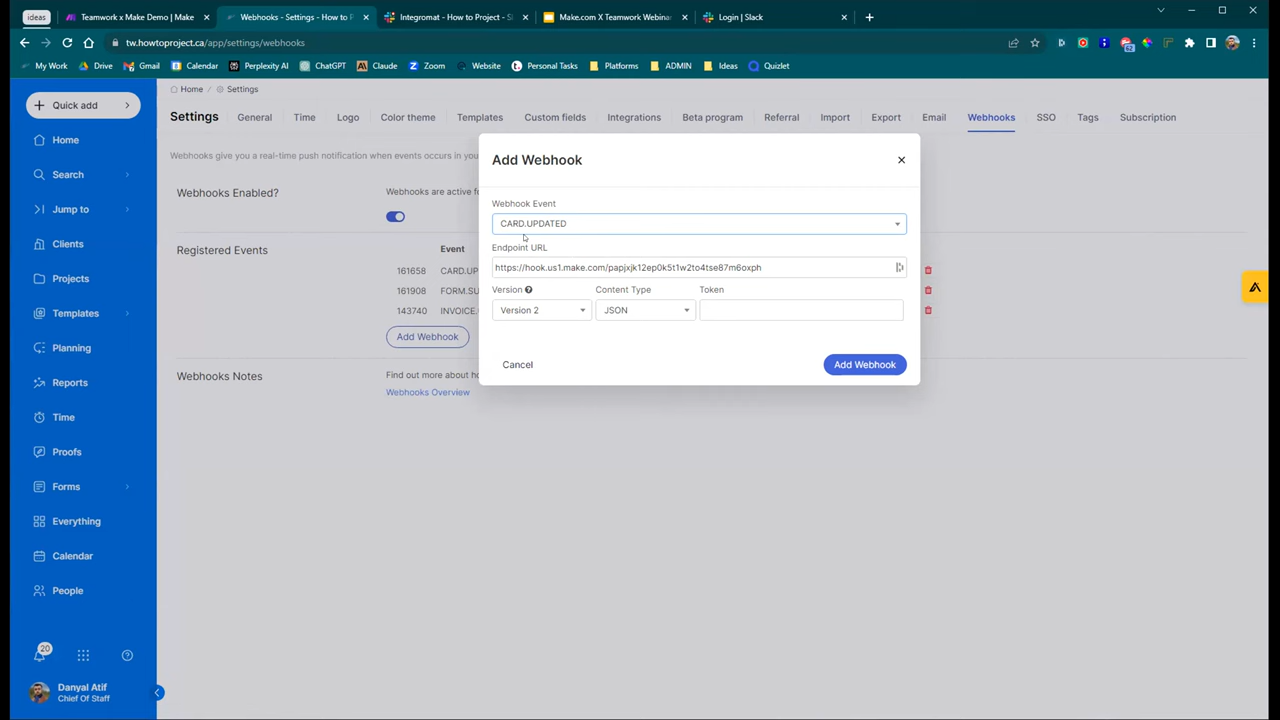 ideas
Teamwork x Make Demo | Make
Webhooks - Settings - How to P
Integromat - How to Project - Sl
Make.com X Teamwork Webinar
Login | Slack
tw.howtoproject.ca/app/settings/webhooks
My Work
Drive
Gmail
Calendar
Perplexity AI
ChatGPT
Claude
Zoom
Website
Personal Tasks
Platforms
ADMIN
Ideas
Quizlet
Quick add
Home
Search
Jump to
Clients
Projects
Templates
Planning
Reports
Time
Proofs
Forms
Everything
Calendar
People
20
Danyal Atif
Chief Of Staff
Home / Settings
Settings
General
Time
Logo
Color theme
Templates
Custom fields
Integrations
Beta program
Referral
Import
Export
Email
Webhooks
SSO
Tags
Subscription
Webhooks give you a real-time push notification when events occurs in you
Webhooks Enabled?
Webhooks are active f
Registered Events
Event
161658 CARD.UP
161908 FORM.SU
143740 INVOICE.
Add Webhook
Webhooks Notes
Find out more about ho
Webhooks Overview
Add Webhook
Webhook Event
CARD.UPDATED
Endpoint URL
https://hook.us1.make.com/papjxjk12ep0k5t1w2to4tse87m6oxph
Version
Content Type
Token
Version 2
JSON
Cancel
Add Webhook